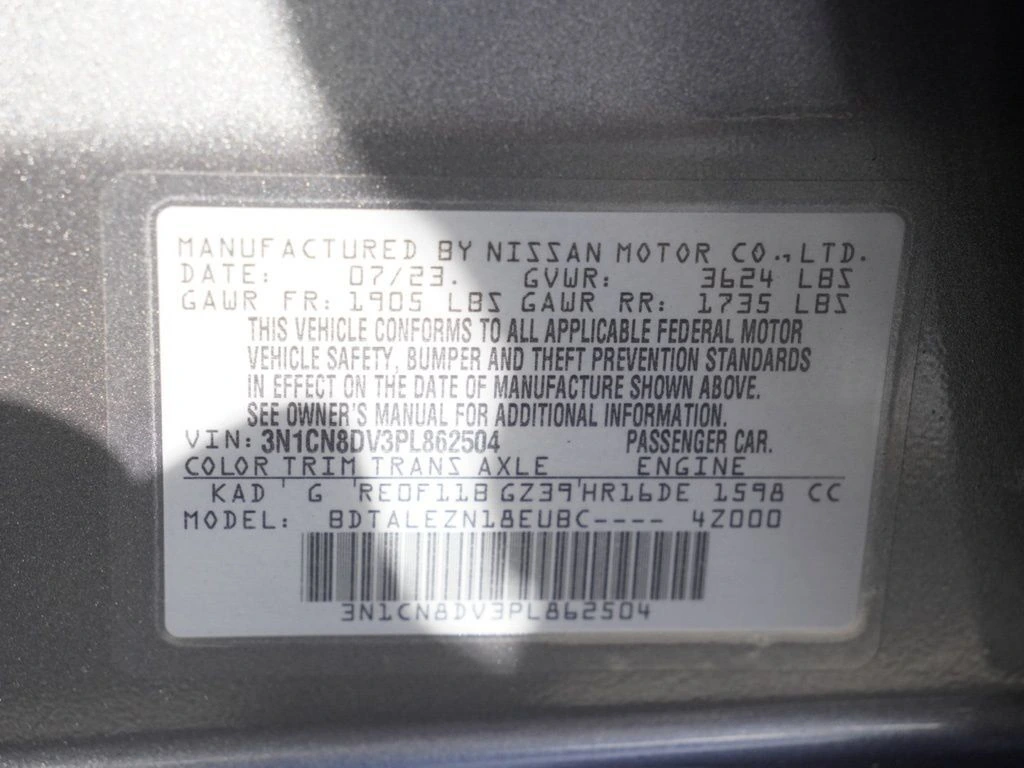 MANUFACTURED BY NISSAN MOTOR CO., LTD.
DATE: 07/23. GVWR: 3624 LBS
GAWR FR: 1905 LBS GAWR RR: 1735 LBS
THIS VEHICLE CONFORMS TO ALL APPLICABLE FEDERAL MOTOR
VEHICLE SAFETY, BUMPER AND THEFT PREVENTION STANDARDS
IN EFFECT ON THE DATE OF MANUFACTURE SHOWN ABOVE.
SEE OWNER'S MANUAL FOR ADDITIONAL INFORMATION.
VIN: 3N1CN8DV3PL862504 PASSENGER CAR.
COLOR TRIM TRANS AXLE ENGINE
KAD ' G 'RE0F11B GZ39'HR16DE 1598 CC
MODEL: BDTALEZN18EUBC---- 4Z000
3N1CN8DV3PL862504